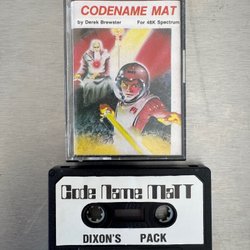 CODENAME MAT
by Derek Brewster For 48K Spectrum
Code Name MaTT
DIXON'S PACK